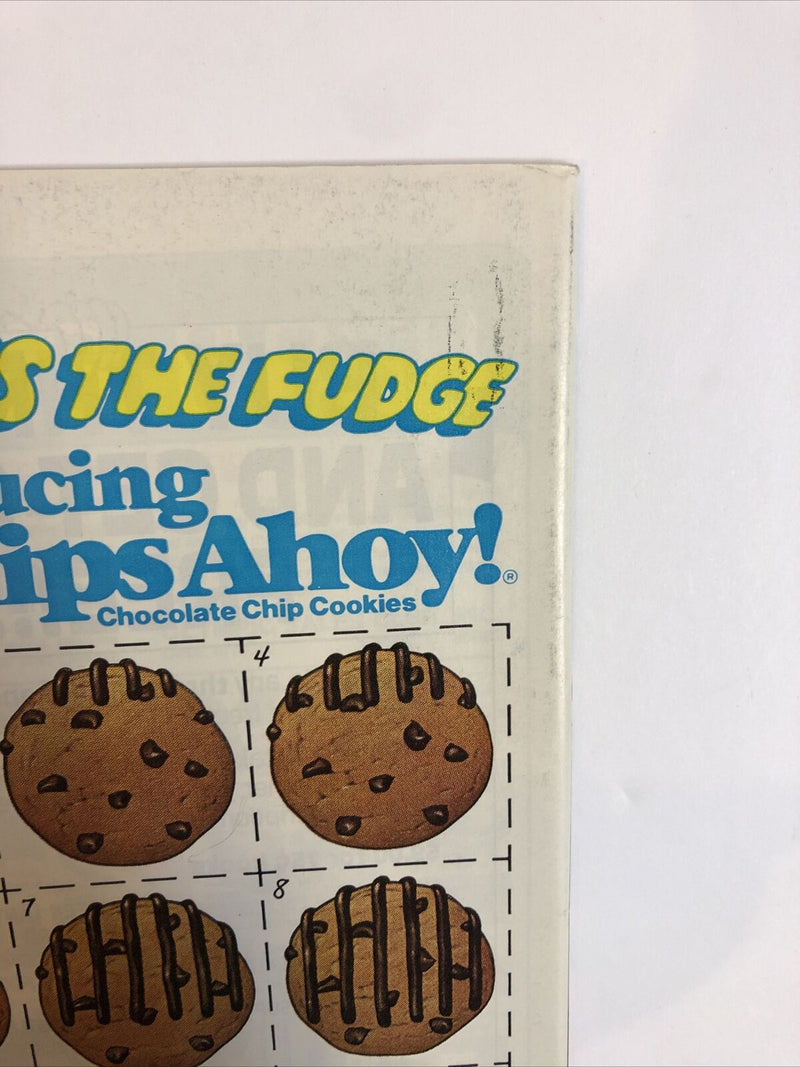 S THE FUDGE
ucing
ips Ahoy!®
Chocolate Chip Cookies
4
7
8